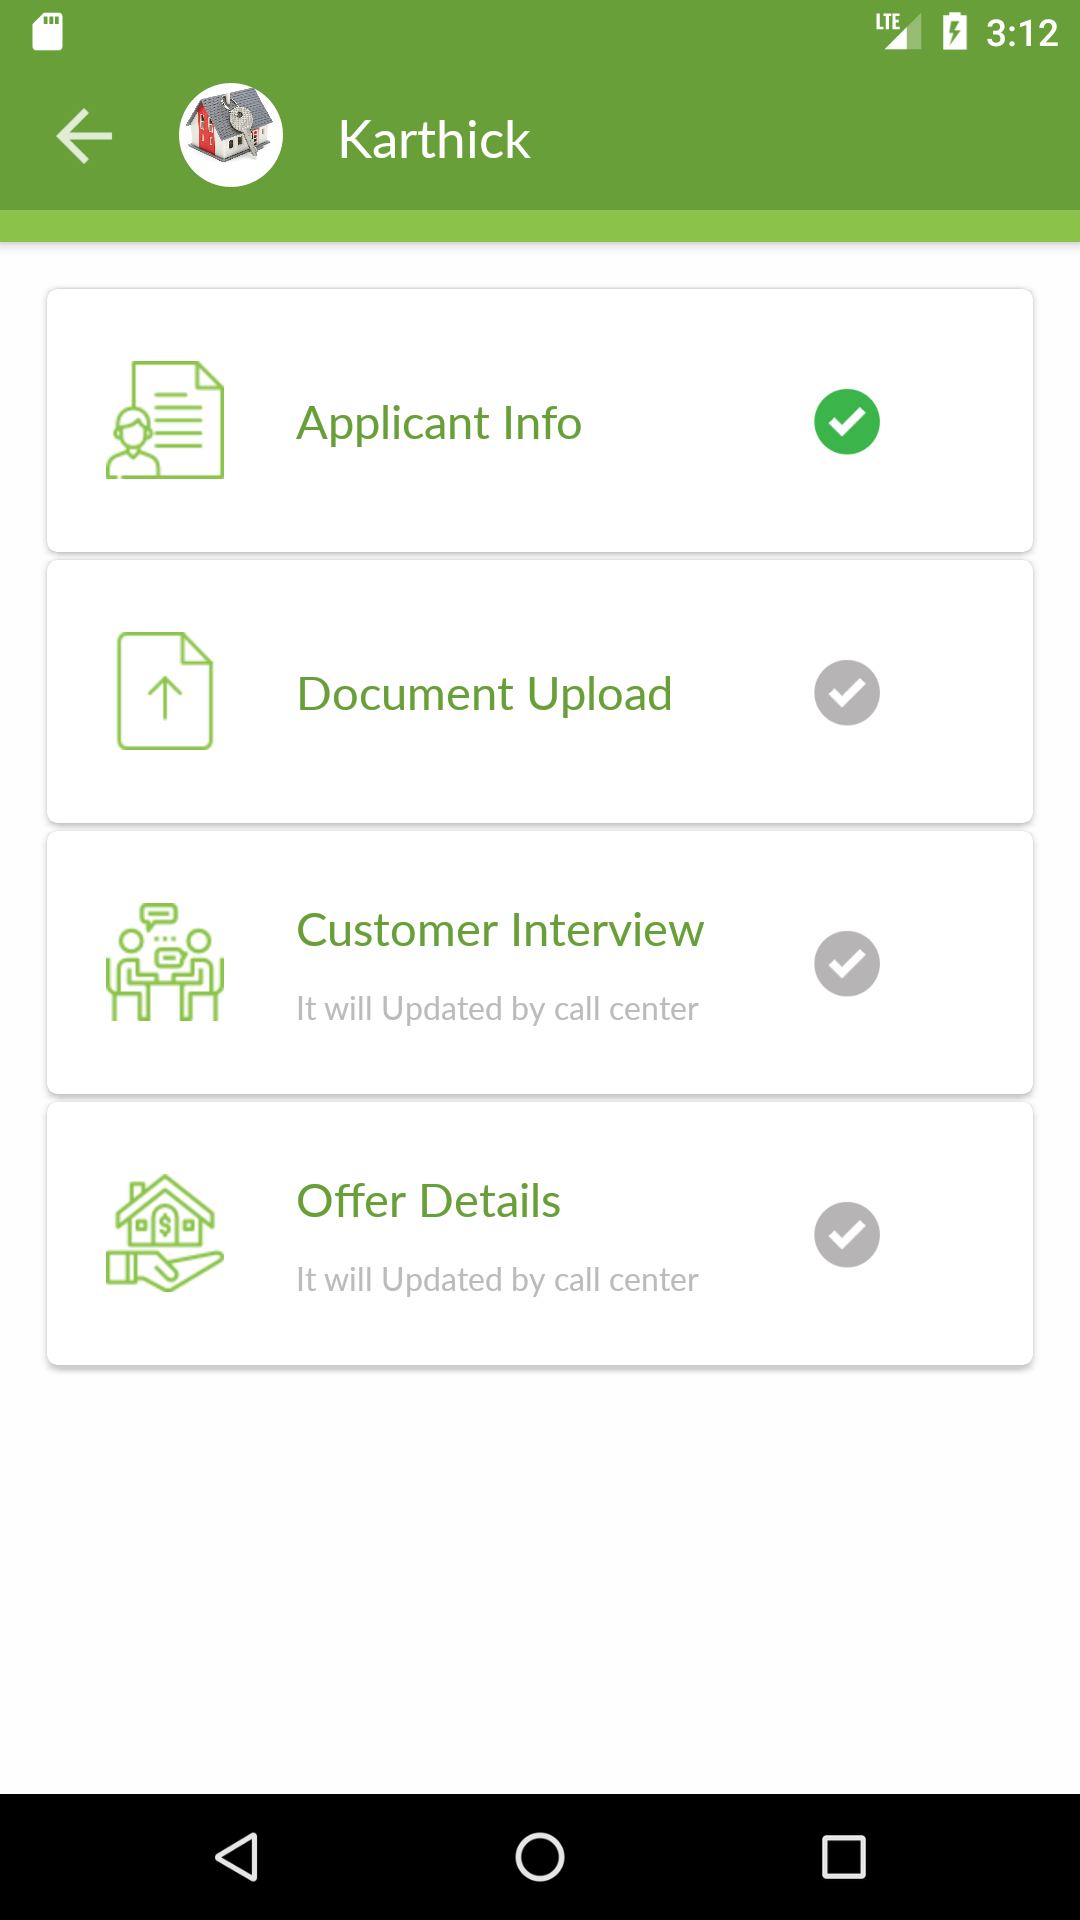 LTE 3:12
Karthick
Applicant Info
Document Upload
Customer Interview
It will Updated by call center
Offer Details
It will Updated by call center